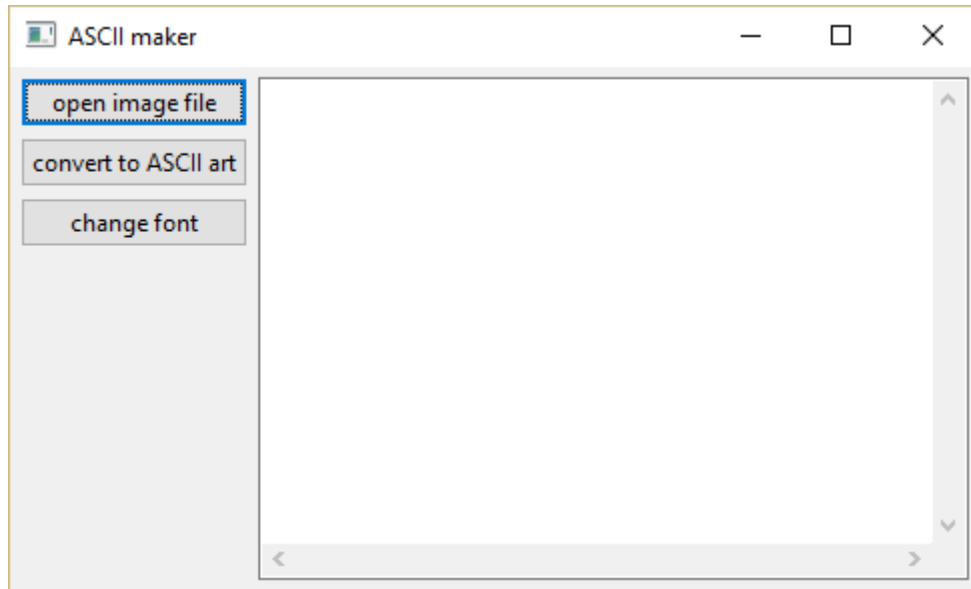 ASCII maker
open image file
convert to ASCII art
change font